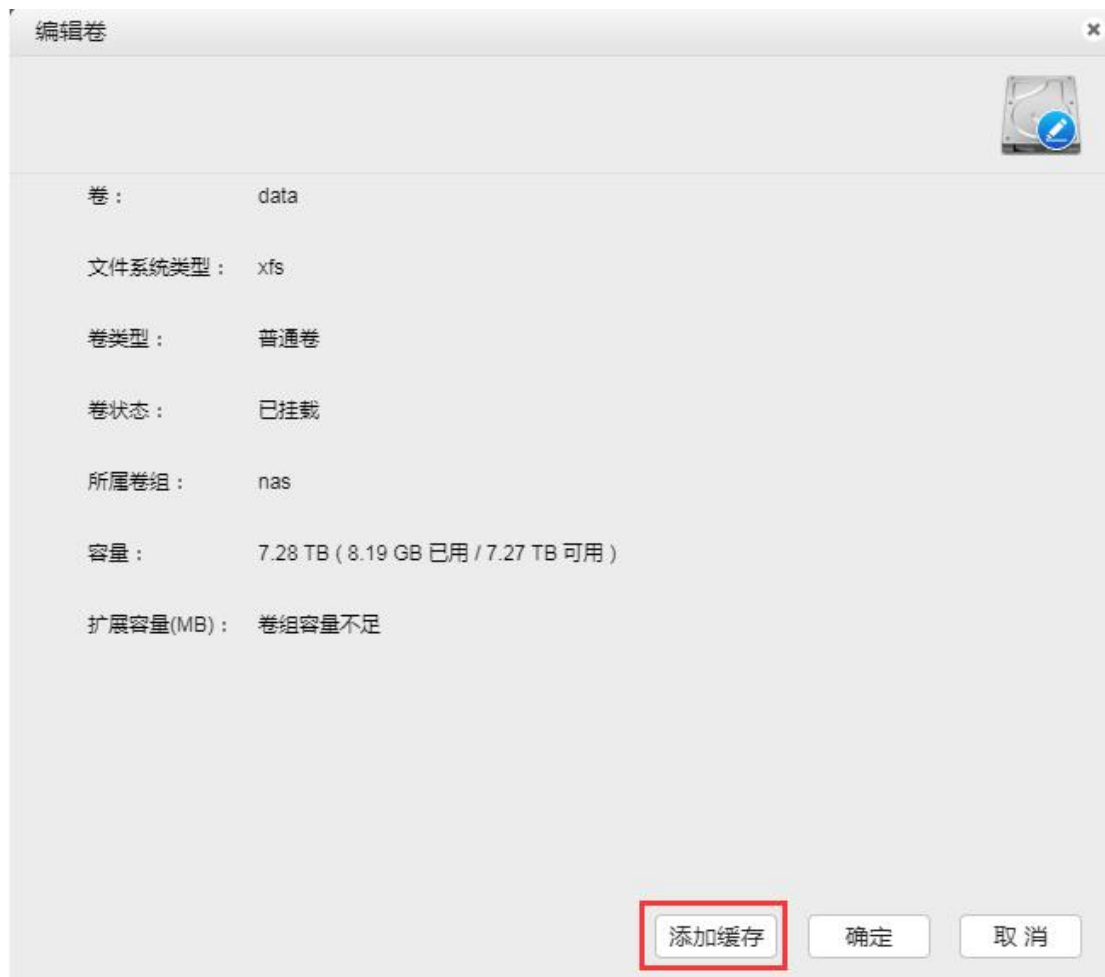 编辑卷
卷： data
文件系统类型： xfs
卷类型： 普通卷
卷状态： 已挂载
所属卷组： nas
容量： 7.28 TB ( 8.19 GB 已用 / 7.27 TB 可用 )
扩展容量(MB)： 卷组容量不足
添加缓存 确定 取 消